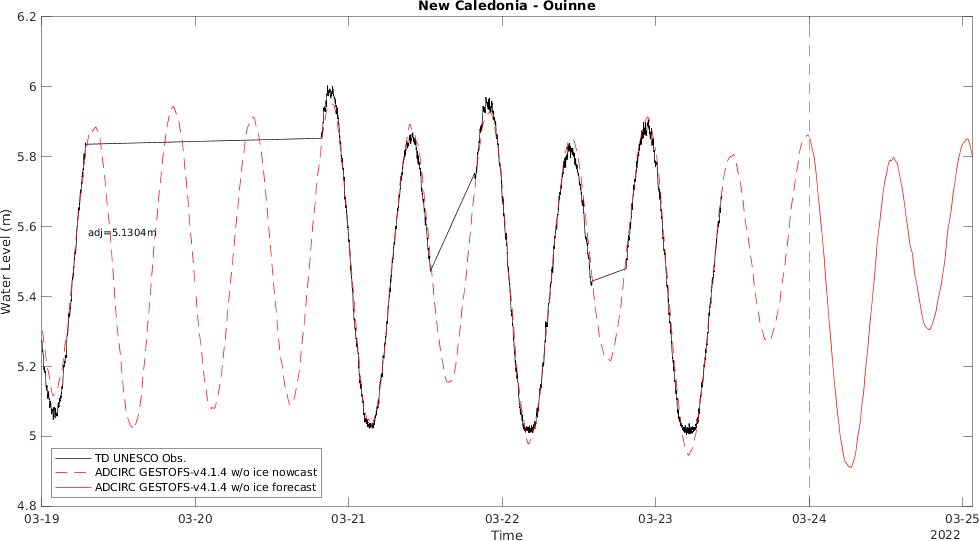 New Caledonia - Ouinne
6.2
6
5.8
5.6
5.4
5.2
5
4.8
Water Level (m)
adj=5.1304m
TD UNESCO Obs.
ADCIRC GESTOFS-v4.1.4 w/o ice nowcast
ADCIRC GESTOFS-v4.1.4 w/o ice forecast
03-19 03-20 03-21 03-22 03-23 03-24 03-25
Time
2022